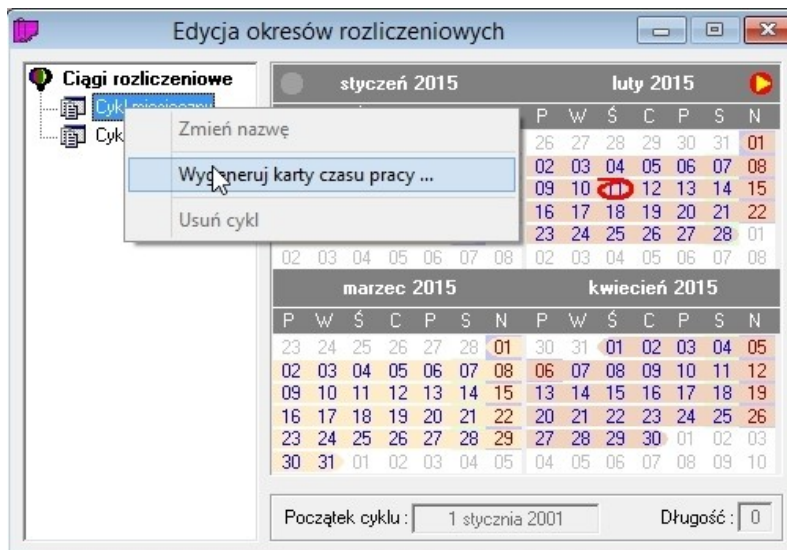 Edycja okresów rozliczeniowych
Ciągi rozliczeniowe
Cykl miesięczny
Cykl
Zmień nazwę
Wygeneruj karty czasu pracy ...
Usuń cykl
styczeń 2015
02 03 04 05 06 07 08
luty 2015
P W Ś C P S N
26 27 28 29 30 31 01
02 03 04 05 06 07 08
09 10 11 12 13 14 15
16 17 18 19 20 21 22
23 24 25 26 27 28 01
02 03 04 05 06 07 08
marzec 2015
P W Ś C P S N
23 24 25 26 27 28 01
02 03 04 05 06 07 08
09 10 11 12 13 14 15
16 17 18 19 20 21 22
23 24 25 26 27 28 29
30 31 01 02 03 04 05
kwiecień 2015
P W Ś C P S N
30 31 01 02 03 04 05
06 07 08 09 10 11 12
13 14 15 16 17 18 19
20 21 22 23 24 25 26
27 28 29 30 01 02 03
04 05 06 07 08 09 10
Początek cyklu : 1 stycznia 2001 Długość : 0